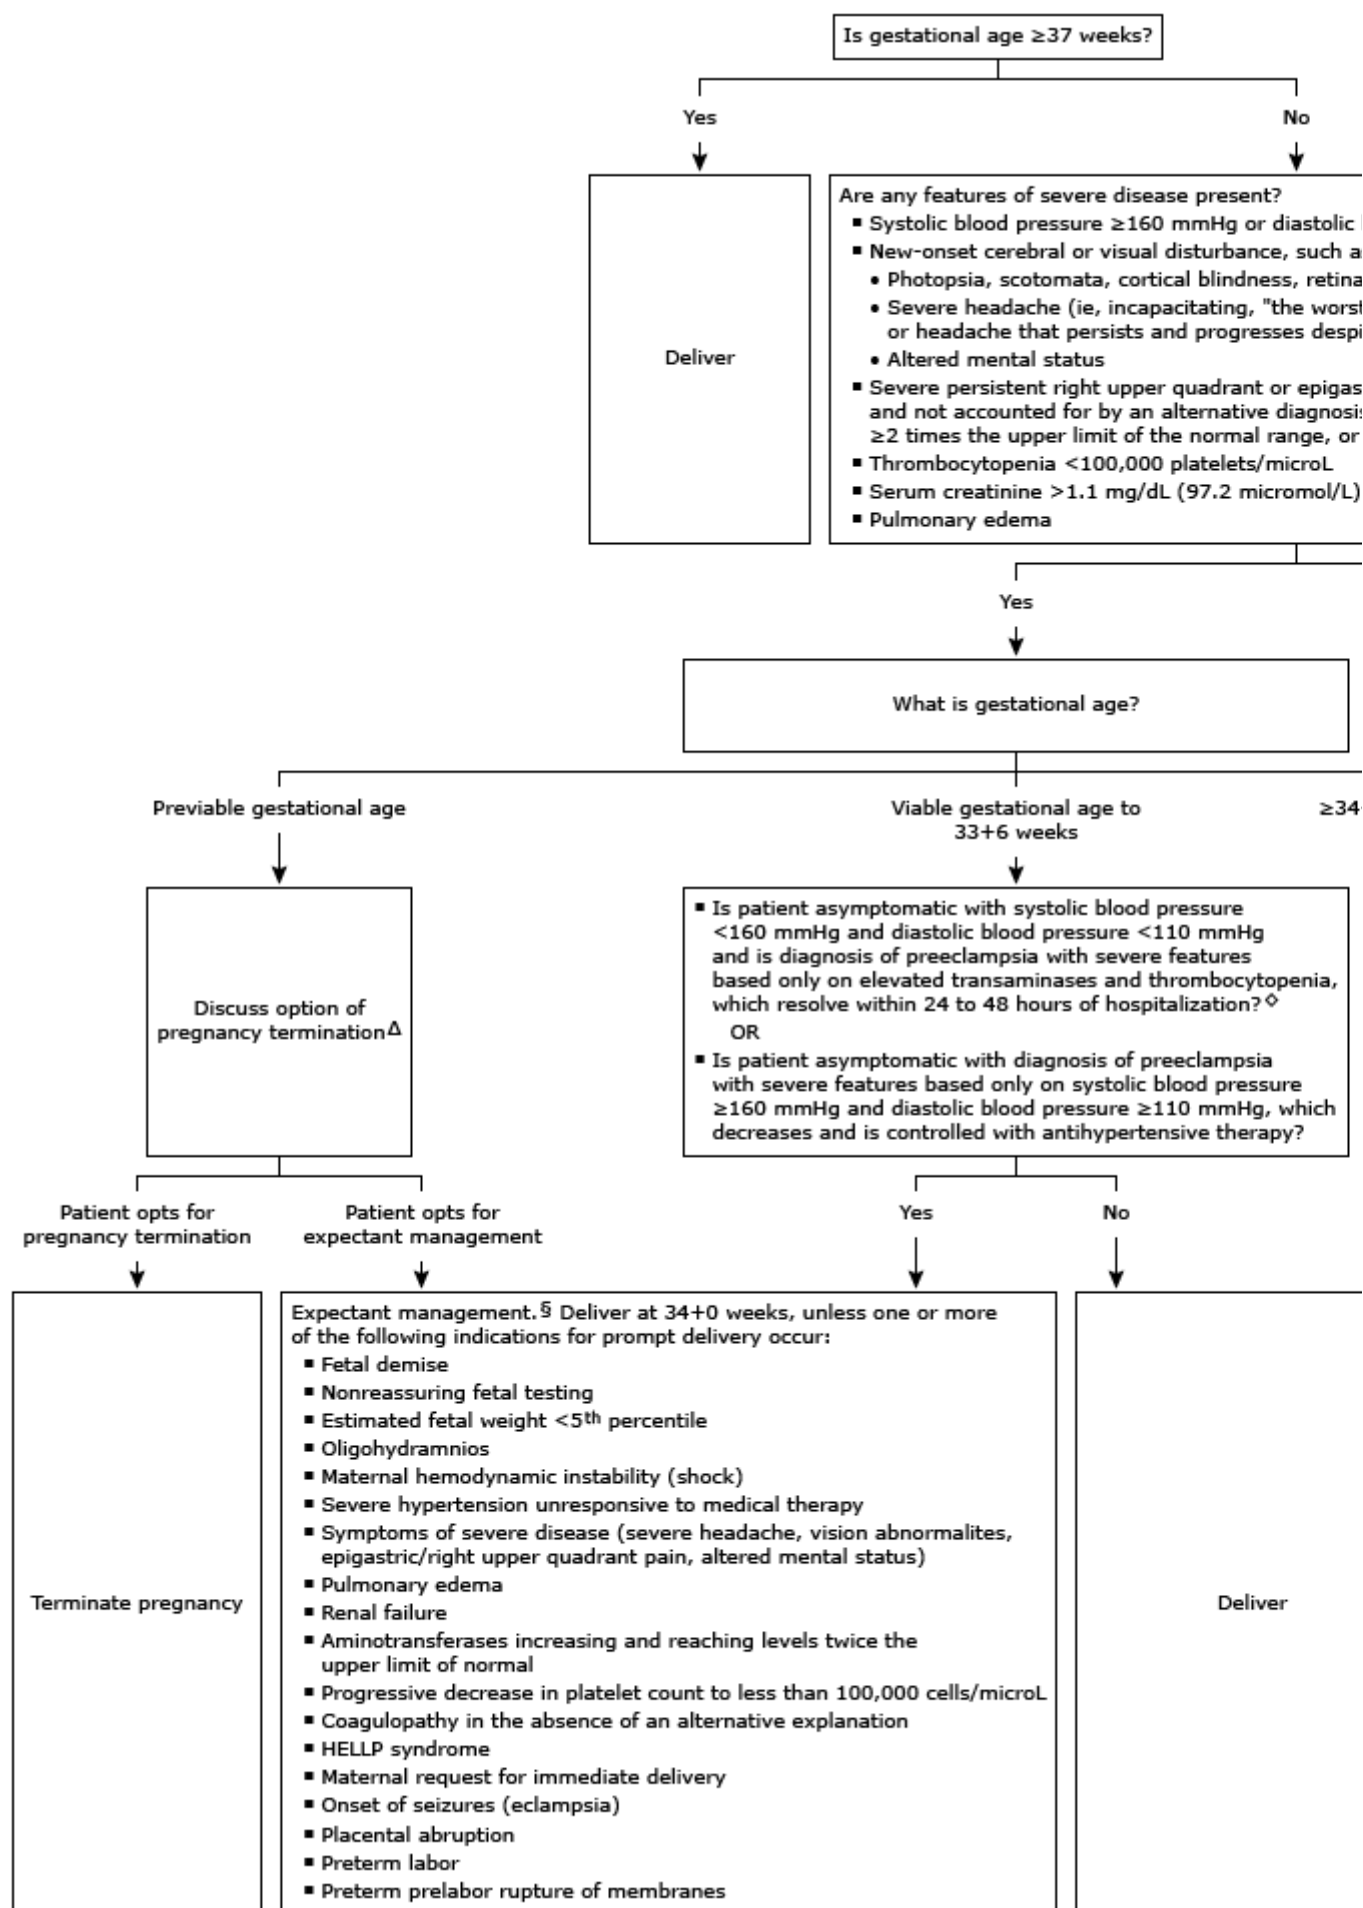 Is gestational age ≥37 weeks?
Yes
No
Deliver
Are any features of severe disease present?
▪ Systolic blood pressure ≥160 mmHg or diastolic
▪ New-onset cerebral or visual disturbance, such as
• Photopsia, scotomata, cortical blindness, retina
• Severe headache (ie, incapacitating, "the worst
or headache that persists and progresses despi
• Altered mental status
▪ Severe persistent right upper quadrant or epigas
and not accounted for by an alternative diagnosis
≥2 times the upper limit of the normal range, or
▪ Thrombocytopenia <100,000 platelets/microL
▪ Serum creatinine >1.1 mg/dL (97.2 micromol/L)
▪ Pulmonary edema
Yes
What is gestational age?
Previable gestational age
Viable gestational age to
33+6 weeks
≥34
Discuss option of
pregnancy termination Δ
▪ Is patient asymptomatic with systolic blood pressure
<160 mmHg and diastolic blood pressure <110 mmHg
and is diagnosis of preeclampsia with severe features
based only on elevated transaminases and thrombocytopenia,
which resolve within 24 to 48 hours of hospitalization?◇
OR
▪ Is patient asymptomatic with diagnosis of preeclampsia
with severe features based only on systolic blood pressure
≥160 mmHg and diastolic blood pressure ≥110 mmHg, which
decreases and is controlled with antihypertensive therapy?
Patient opts for
pregnancy termination
Patient opts for
expectant management
Yes
No
Terminate pregnancy
Expectant management.§ Deliver at 34+0 weeks, unless one or more
of the following indications for prompt delivery occur:
▪ Fetal demise
▪ Nonreassuring fetal testing
▪ Estimated fetal weight <5th percentile
▪ Oligohydramnios
▪ Maternal hemodynamic instability (shock)
▪ Severe hypertension unresponsive to medical therapy
▪ Symptoms of severe disease (severe headache, vision abnormalites,
epigastric/right upper quadrant pain, altered mental status)
▪ Pulmonary edema
▪ Renal failure
▪ Aminotransferases increasing and reaching levels twice the
upper limit of normal
▪ Progressive decrease in platelet count to less than 100,000 cells/microL
▪ Coagulopathy in the absence of an alternative explanation
▪ HELLP syndrome
▪ Maternal request for immediate delivery
▪ Onset of seizures (eclampsia)
▪ Placental abruption
▪ Preterm labor
▪ Preterm prelabor rupture of membranes
Deliver